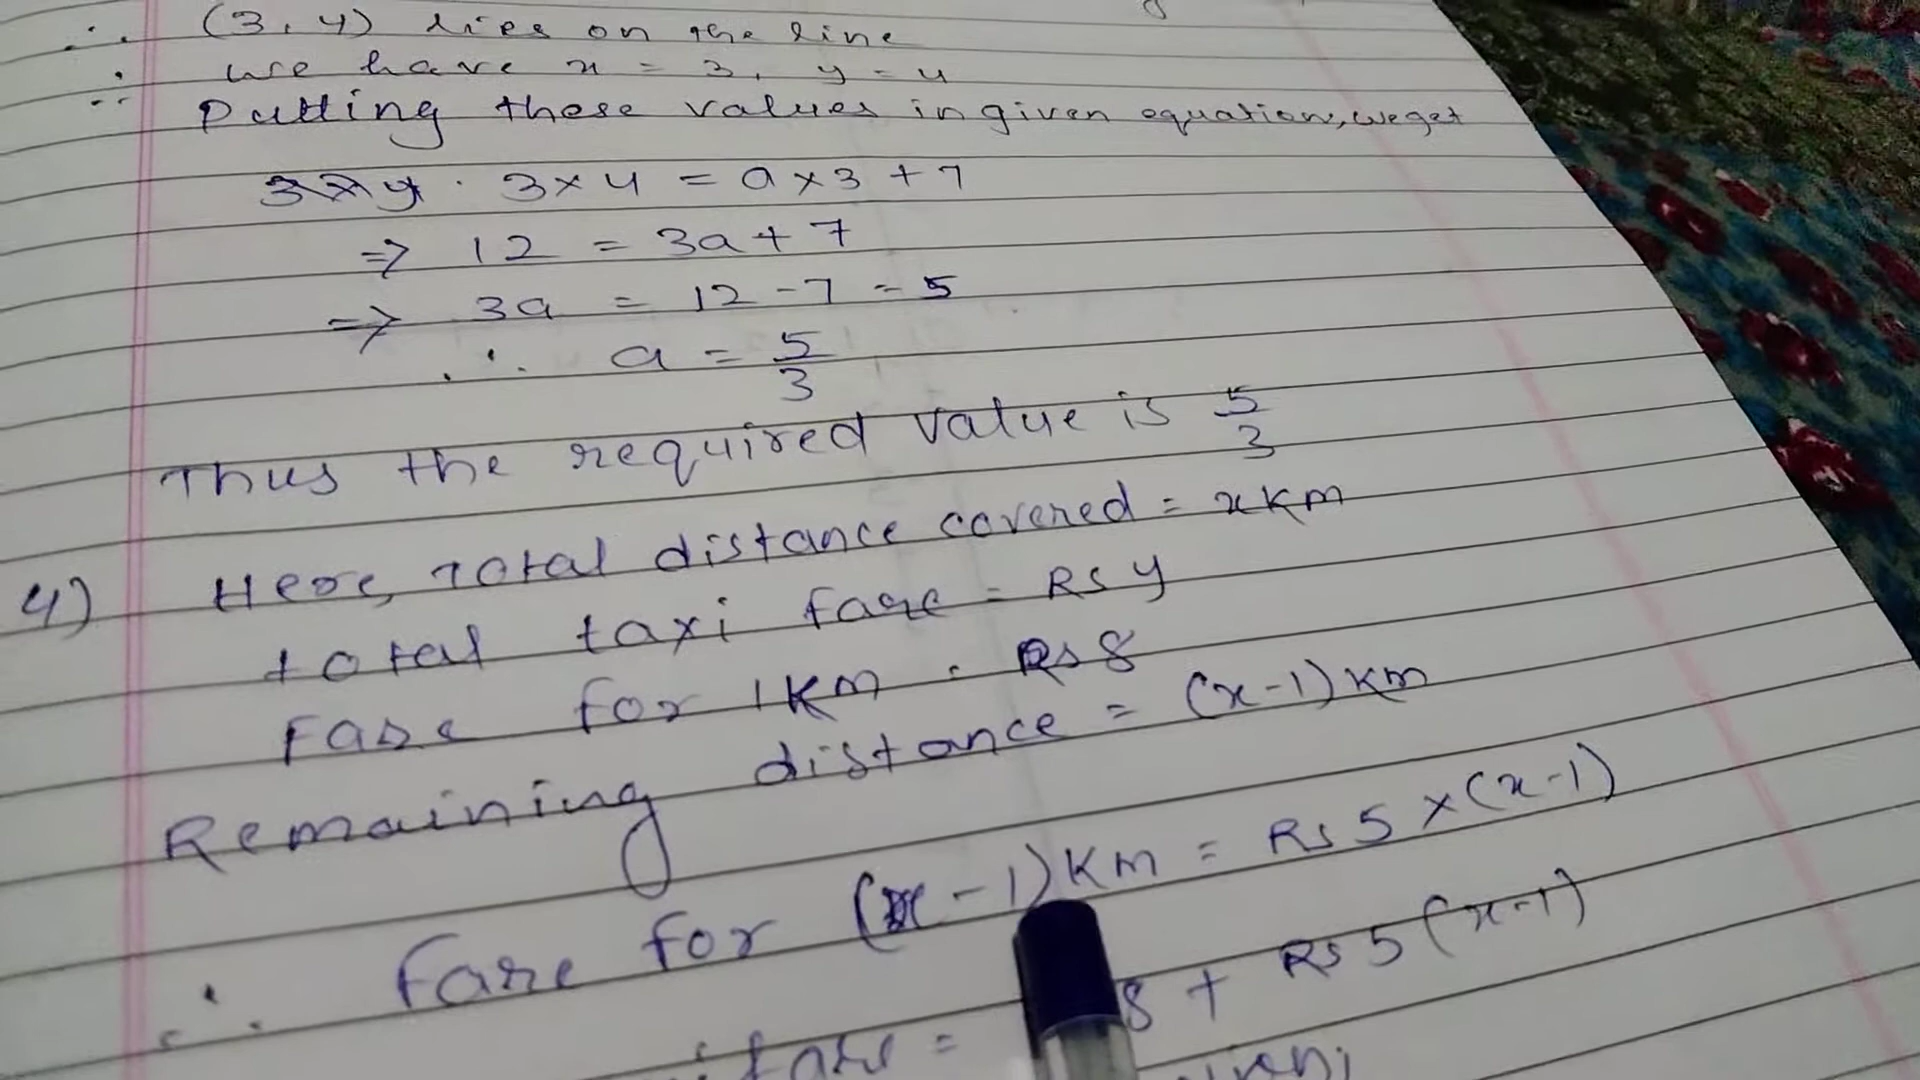 ∴ (3, 4) lies on the line
∴ we have x = 3, y = 4
Putting these values in given equation, we get
3×4 = a×3 + 7
⇒ 12 = 3a + 7
⇒ 3a = 12 - 7 = 5
∴ a = 5/3
Thus the required value is 5/3
4) Here, total distance covered = x km
total taxi fare = Rs y
Fare for 1 km = Rs 8
Remaining distance = (x-1) km
∴ Fare for (x-1) km = Rs 5 × (x-1)
fare = 8 + Rs 5(x-1)